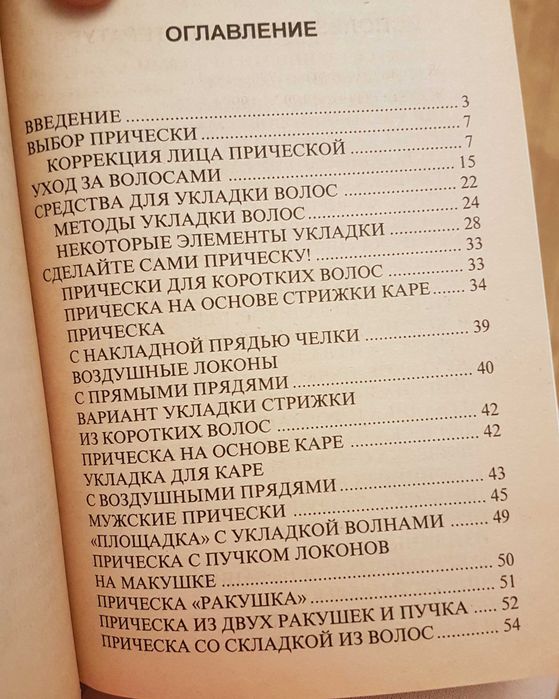 ОГЛАВЛЕНИЕ
ВВЕДЕНИЕ 3
ВЫБОР ПРИЧЕСКИ 7
КОРРЕКЦИЯ ЛИЦА ПРИЧЕСКОЙ 7
УХОД ЗА ВОЛОСАМИ 15
СРЕДСТВА ДЛЯ УКЛАДКИ ВОЛОС 22
МЕТОДЫ УКЛАДКИ ВОЛОС 24
НЕКОТОРЫЕ ЭЛЕМЕНТЫ УКЛАДКИ 28
СДЕЛАЙТЕ САМИ ПРИЧЕСКУ! 33
ПРИЧЕСКИ ДЛЯ КОРОТКИХ ВОЛОС 33
ПРИЧЕСКА НА ОСНОВЕ СТРИЖКИ КАРЕ 34
ПРИЧЕСКА
С НАКЛАДНОЙ ПРЯДЬЮ ЧЕЛКИ 39
ВОЗДУШНЫЕ ЛОКОНЫ
С ПРЯМЫМИ ПРЯДЯМИ 40
ВАРИАНТ УКЛАДКИ СТРИЖКИ
ИЗ КОРОТКИХ ВОЛОС 42
ПРИЧЕСКА НА ОСНОВЕ КАРЕ 42
УКЛАДКА ДЛЯ КАРЕ
С ВОЗДУШНЫМИ ПРЯДЯМИ 43
МУЖСКИЕ ПРИЧЕСКИ 45
«ПЛОЩАДКА» С УКЛАДКОЙ ВОЛНАМИ 49
ПРИЧЕСКА С ПУЧКОМ ЛОКОНОВ
НА МАКУШКЕ 50
ПРИЧЕСКА «РАКУШКА» 51
ПРИЧЕСКА ИЗ ДВУХ РАКУШЕК И ПУЧКА 52
ПРИЧЕСКА СО СКЛАДКОЙ ИЗ ВОЛОС 54